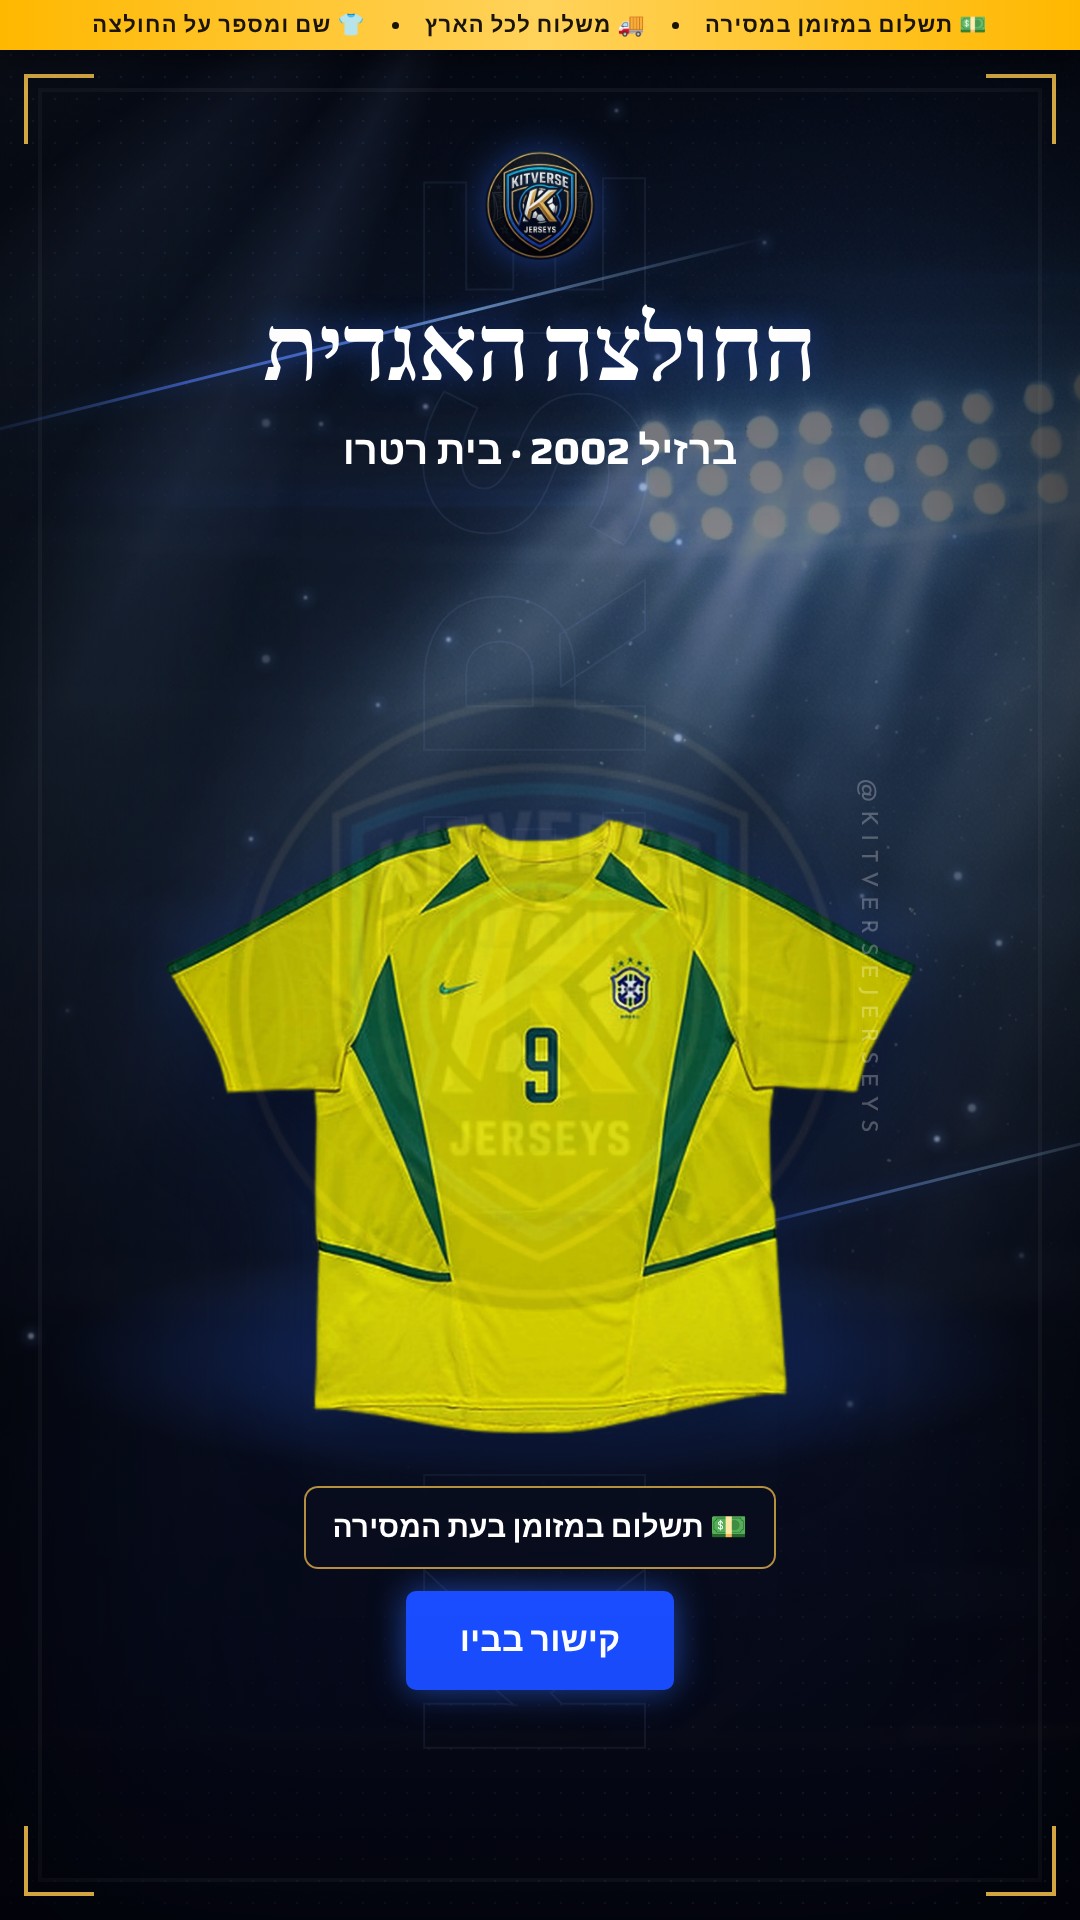 💵 תשלום במזומן במסירה • 🚚 משלוח לכל הארץ • 👕 שם ומספר על החולצה
KITVERSE
K
JERSEYS
החולצה האגדית
ברזיל 2002 • בית רטרו
@KITVERSEJERSEYS
KITVERSE
K
9
JERSEYS
💵 תשלום במזומן בעת המסירה
קישור בביו